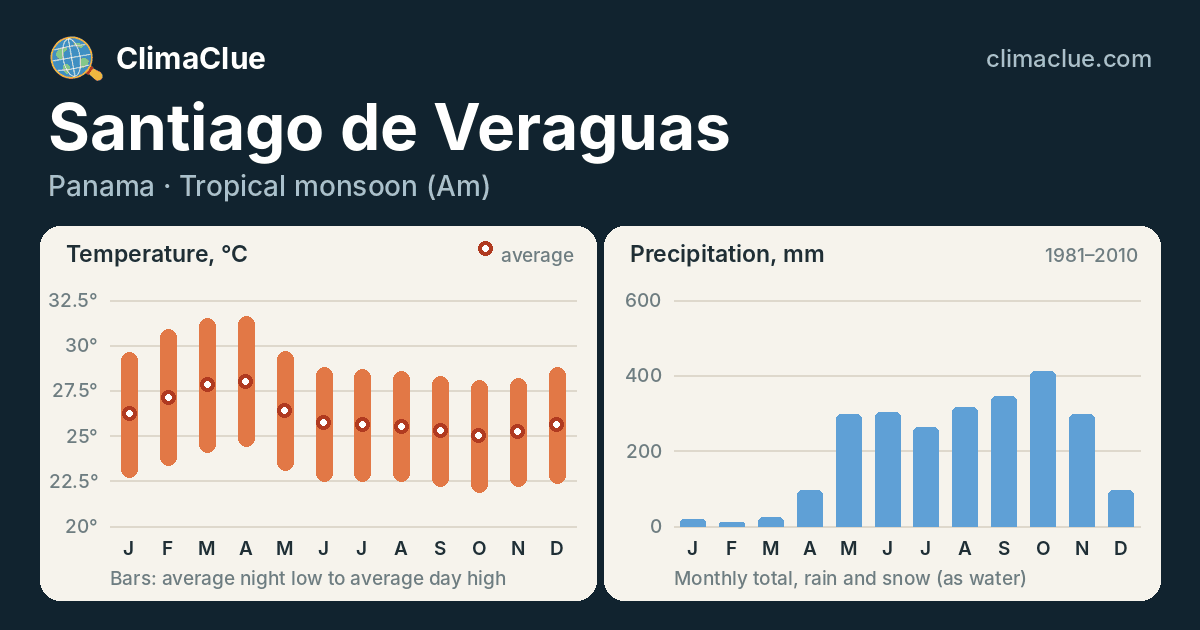 ClimaClue
climaclue.com
Santiago de Veraguas
Panama · Tropical monsoon (Am)
Temperature, °C
average
32.5°
30°
27.5°
25°
22.5°
20°
J F M A M J J A S O N D
Bars: average night low to average day high
Precipitation, mm
1981–2010
600
400
200
0
J F M A M J J A S O N D
Monthly total, rain and snow (as water)